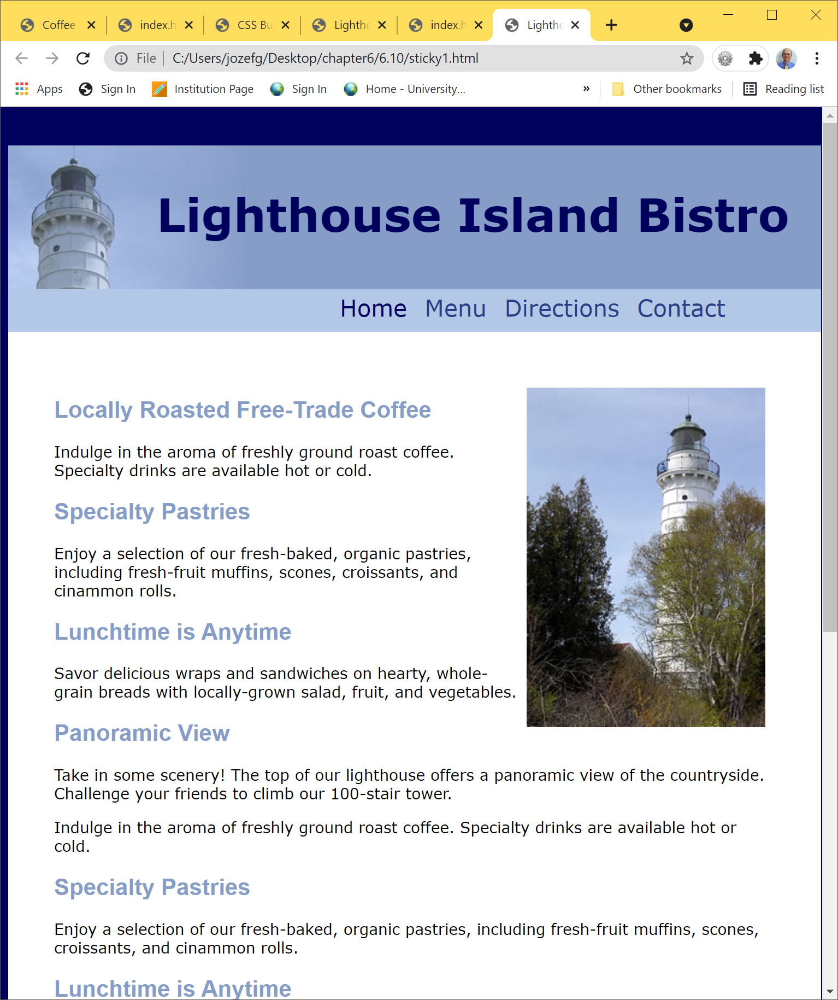 Coffee
index.h
CSS Bu
Lightho
index.h
Lightho
File
C:/Users/jozefg/Desktop/chapter6/6.10/sticky1.html
Apps
Sign In
Institution Page
Sign In
Home - University...
»
Other bookmarks
Reading list
Lighthouse Island Bistro
Home Menu Directions Contact
Locally Roasted Free-Trade Coffee
Indulge in the aroma of freshly ground roast coffee.
Specialty drinks are available hot or cold.
Specialty Pastries
Enjoy a selection of our fresh-baked, organic pastries,
including fresh-fruit muffins, scones, croissants, and
cinammon rolls.
Lunchtime is Anytime
Savor delicious wraps and sandwiches on hearty, whole-
grain breads with locally-grown salad, fruit, and vegetables.
Panoramic View
Take in some scenery! The top of our lighthouse offers a panoramic view of the countryside.
Challenge your friends to climb our 100-stair tower.
Indulge in the aroma of freshly ground roast coffee. Specialty drinks are available hot or
cold.
Specialty Pastries
Enjoy a selection of our fresh-baked, organic pastries, including fresh-fruit muffins, scones,
croissants, and cinammon rolls.
Lunchtime is Anytime